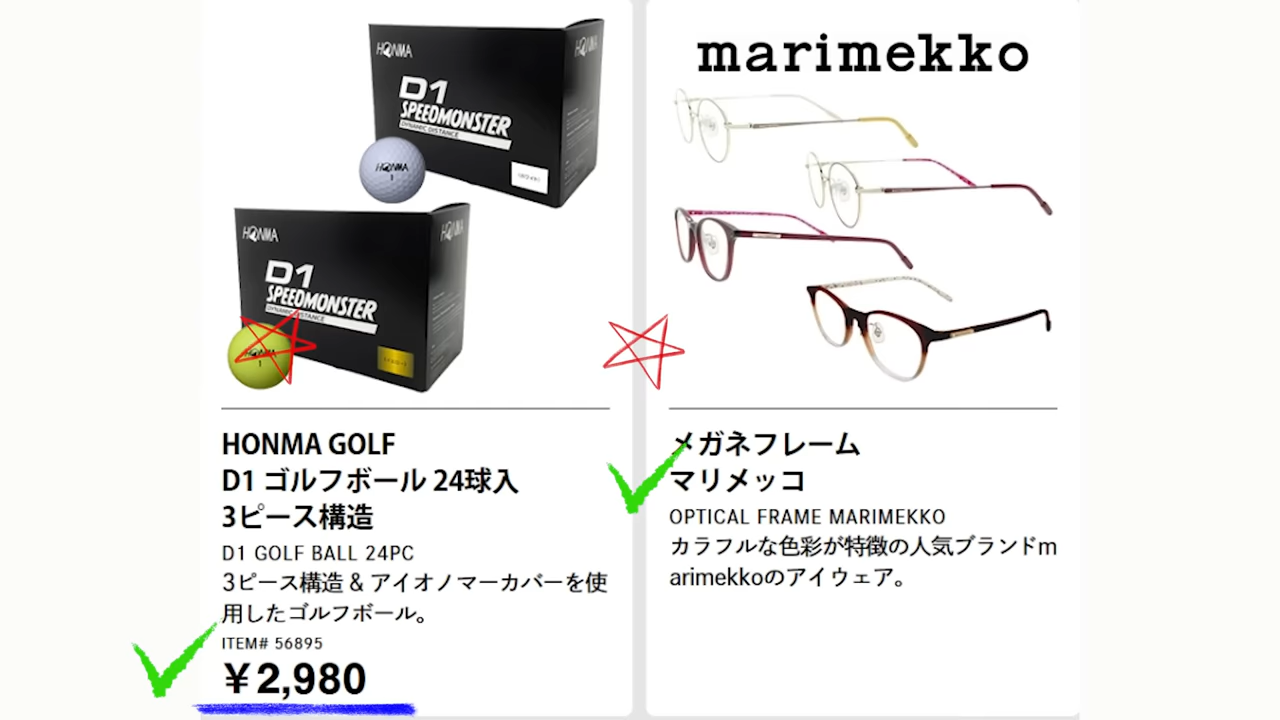 HONMA
HONMA
D1
SPEEDMONSTER
DYNAMIC DISTANCE
HONMA
1
HONMA
HONMA
D1
SPEEDMONSTER
1
HONMA GOLF
D1 ゴルフボール 24球入
3ピース構造
D1 GOLF BALL 24PC
3ピース構造 & アイオノマーカバーを使
用したゴルフボール。
ITEM# 56895
￥2,980
marimekko
メガネフレーム
マリメッコ
OPTICAL FRAME MARIMEKKO
カラフルな色彩が特徴の人気ブランドm
arimekkoのアイウェア。